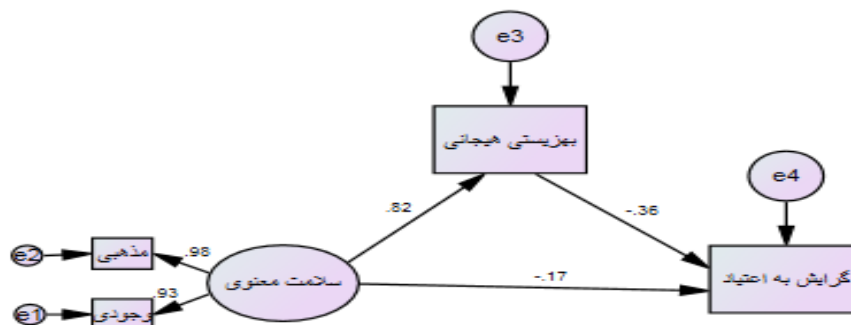 e3
بهزیستی هیجانی
e4
.82
-.36
e2
مذهبی
.98
سلامت معنوی
-.17
گرایش به اعتیاد
e1
وجودی
.93